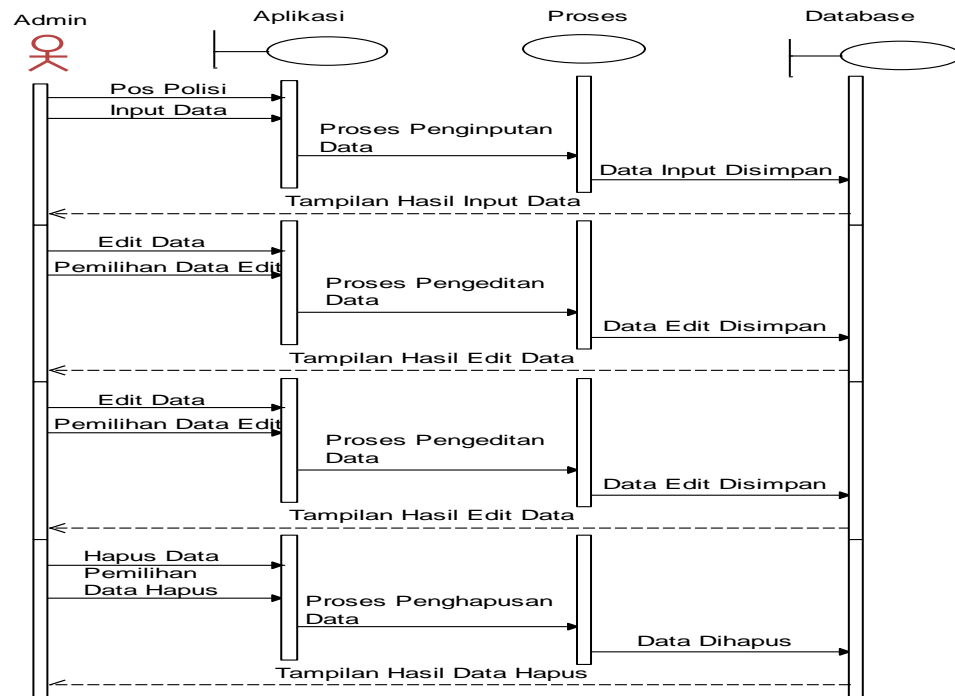 Admin
Aplikasi
Proses
Database
Pos Polisi
Input Data
Proses Penginputan
Data
Data Input Disimpan
Tampilan Hasil Input Data
Edit Data
Pemilihan Data Edit
Proses Pengeditan
Data
Data Edit Disimpan
Tampilan Hasil Edit Data
Edit Data
Pemilihan Data Edit
Proses Pengeditan
Data
Data Edit Disimpan
Tampilan Hasil Edit Data
Hapus Data
Pemilihan
Data Hapus
Proses Penghapusan
Data
Data Dihapus
Tampilan Hasil Data Hapus